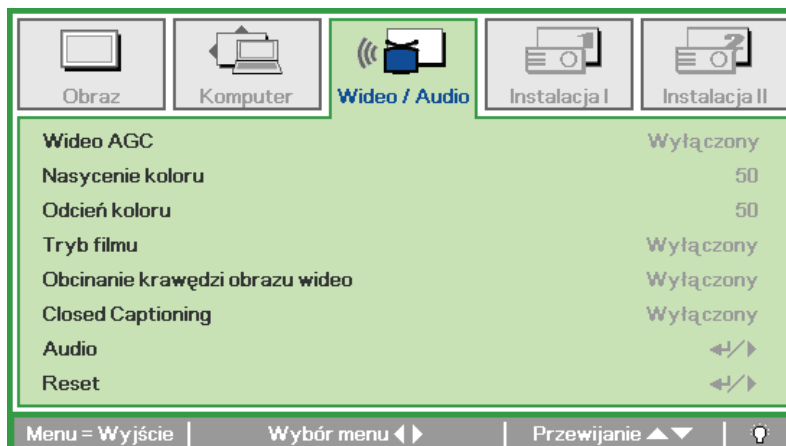 Obraz Komputer Wideo / Audio Instalacja I Instalacja II
Wideo AGC Wyłączony
Nasycenie koloru 50
Odcień koloru 50
Tryb filmu Wyłączony
Obcinanie krawędzi obrazu wideo Wyłączony
Closed Captioning Wyłączony
Audio
Reset
Menu = Wyjście Wybór menu Przewijanie